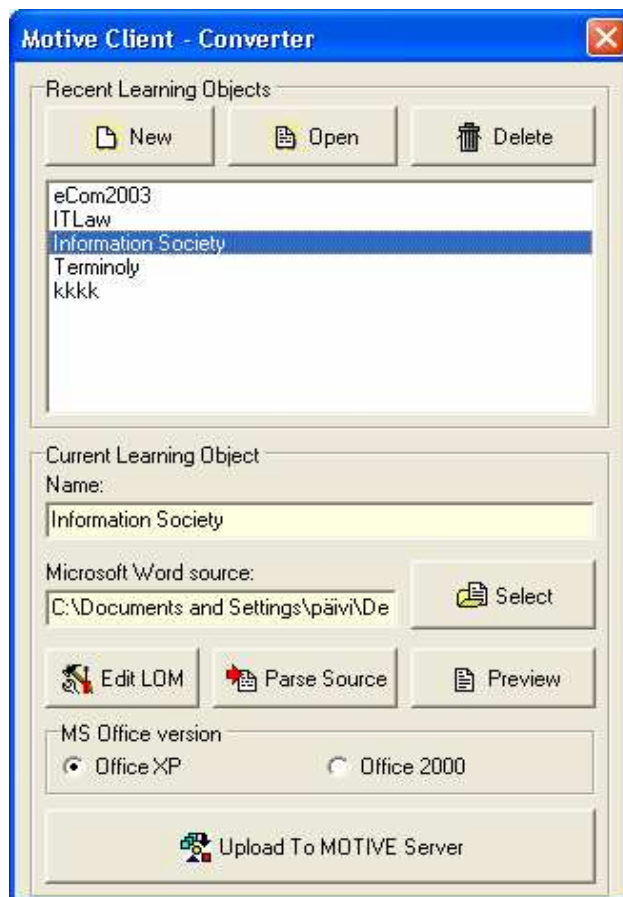 Motive Client - Converter
Recent Learning Objects
New Open Delete
eCom2003
ITLaw
Information Society
Terminoly
kkkk
Current Learning Object
Name:
Information Society
Microsoft Word source:
C:\Documents and Settings\päivi\De Select
Edit LOM Parse Source Preview
MS Office version
Office XP Office 2000
Upload To MOTIVE Server